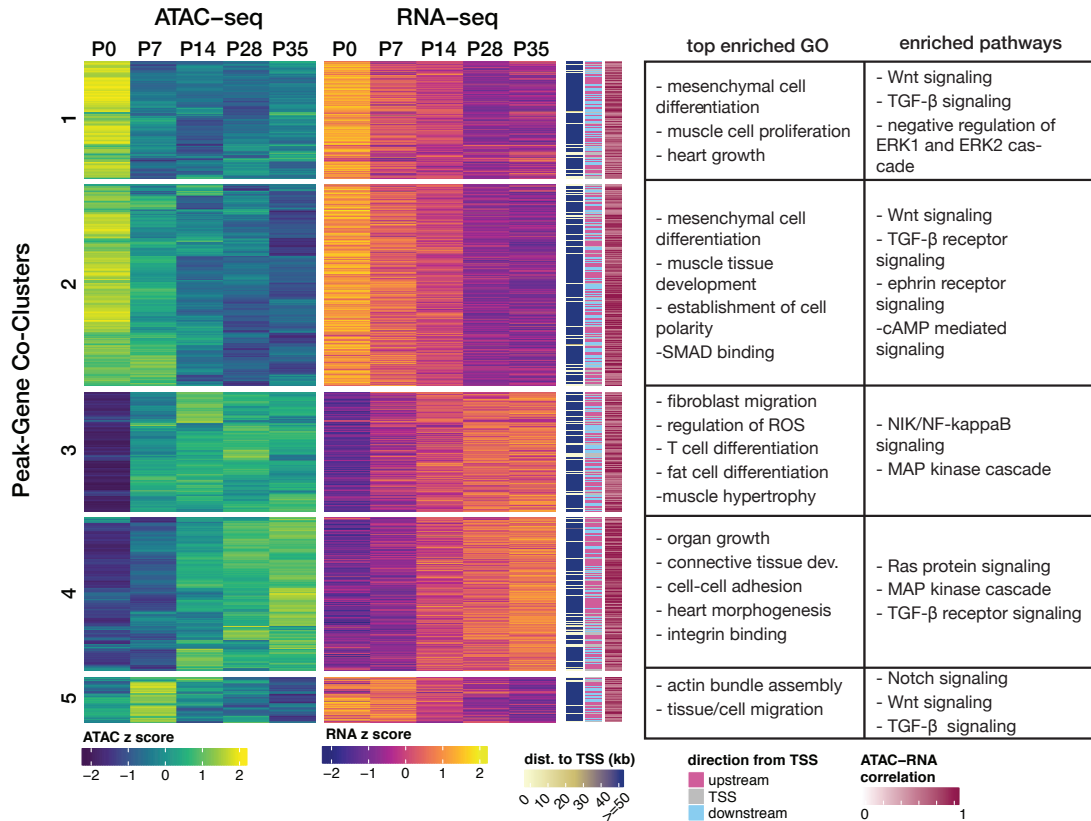 ATAC−seq
RNA−seq
P0 P7 P14 P28 P35
P0 P7 P14 P28 P35
top enriched GO
enriched pathways
Peak-Gene Co-Clusters
1
- mesenchymal cell
differentiation
- muscle cell proliferation
- heart growth
- Wnt signaling
- TGF-β signaling
- negative regulation of
ERK1 and ERK2 cas-
cade
2
- mesenchymal cell
differentiation
- muscle tissue
development
- establishment of cell
polarity
-SMAD binding
- Wnt signaling
- TGF-β receptor
signaling
- ephrin receptor
signaling
-cAMP mediated
signaling
3
- fibroblast migration
- regulation of ROS
- T cell differentiation
- fat cell differentiation
-muscle hypertrophy
- NIK/NF-kappaB
signaling
- MAP kinase cascade
4
- organ growth
- connective tissue dev.
- cell-cell adhesion
- heart morphogenesis
- integrin binding
- Ras protein signaling
- MAP kinase cascade
- TGF-β receptor signaling
5
- actin bundle assembly
- tissue/cell migration
- Notch signaling
- Wnt signaling
- TGF-β signaling
ATAC z score
−2 −1 0 1 2
RNA z score
−2 −1 0 1 2
dist. to TSS (kb)
0 10 20 30 40 >=50
direction from TSS
upstream
TSS
downstream
ATAC−RNA
correlation
0 1